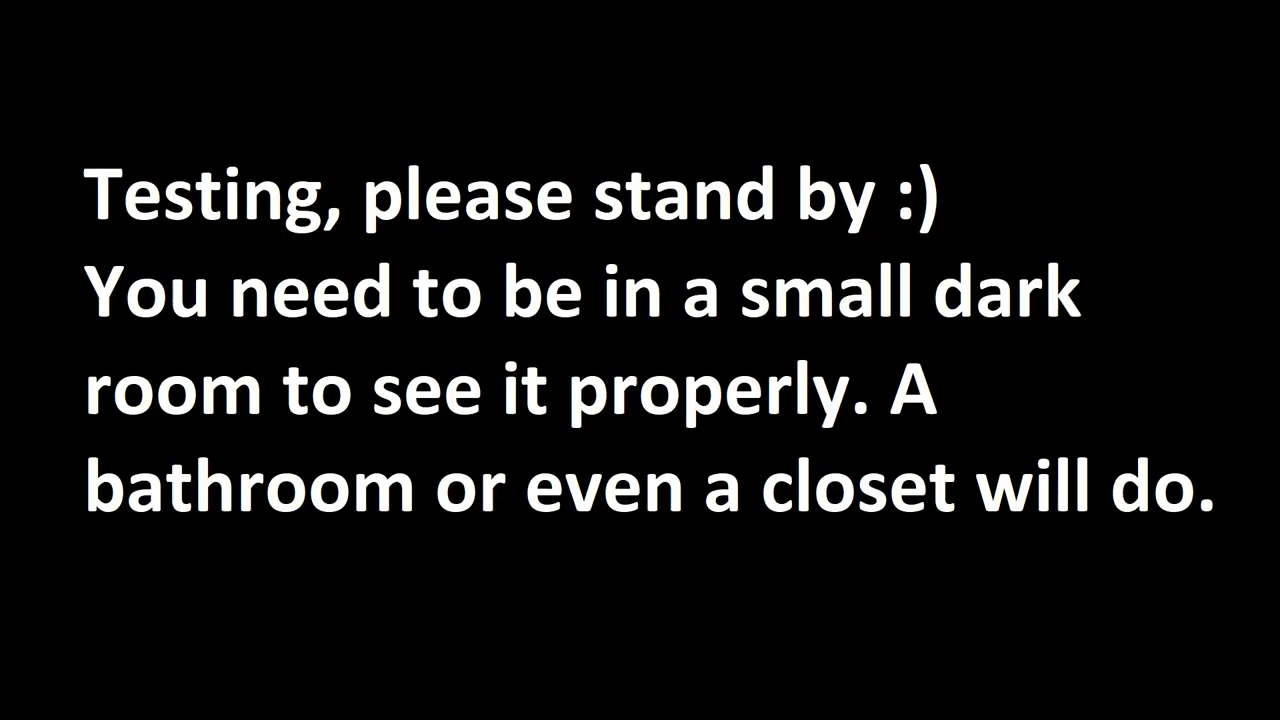 Testing, please stand by :)
You need to be in a small dark
room to see it properly. A
bathroom or even a closet will do.